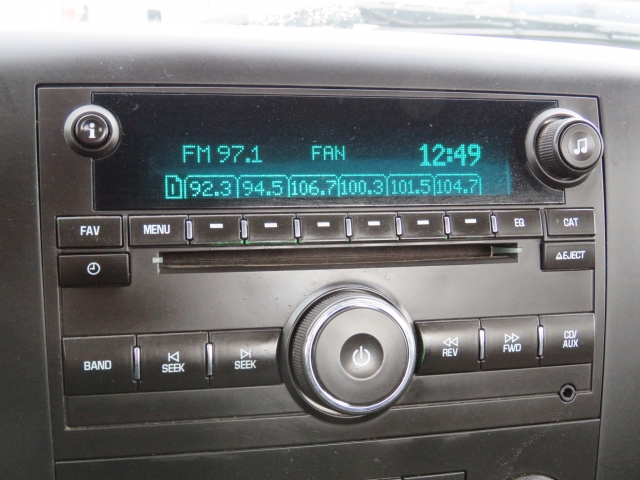 i
FM 97.1 FAN 12:49
1 92.3 94.5 106.7 100.3 101.5 104.7
FAV MENU EQ CAT
EJECT
BAND SEEK SEEK REV FWD CD/AUX